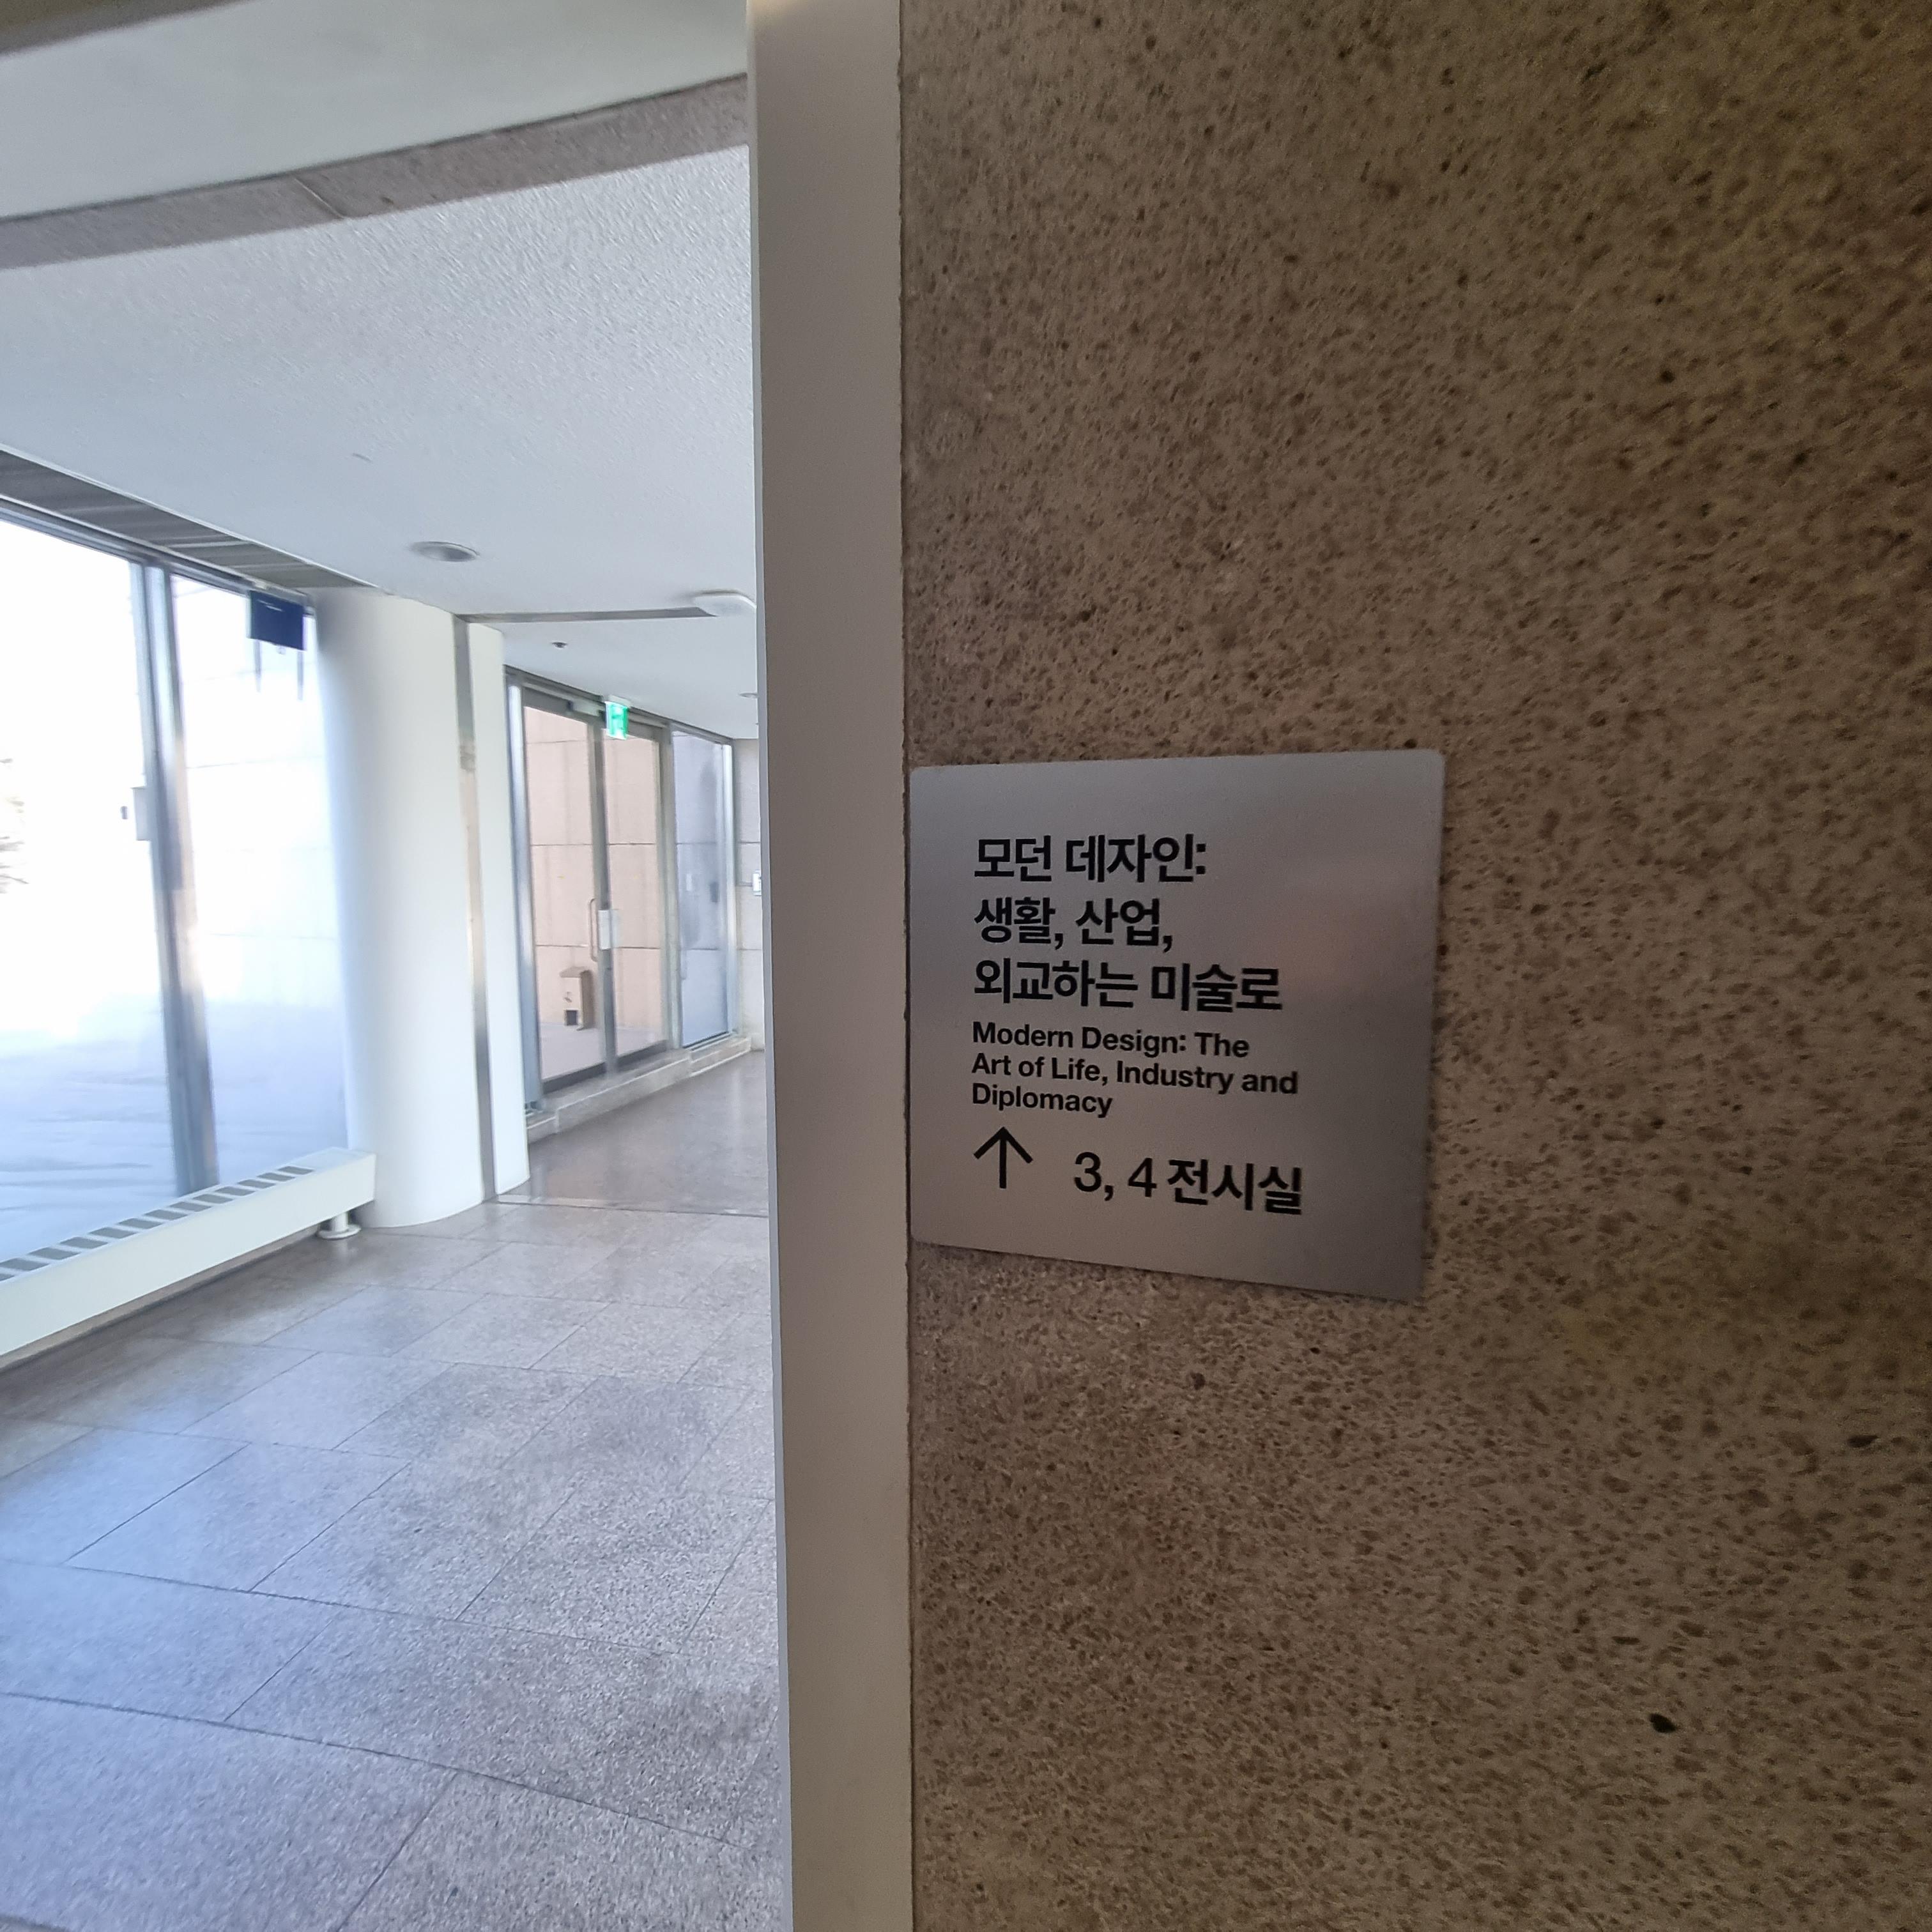 모던 데자인:
생활, 산업,
외교하는 미술로
Modern Design: The
Art of Life, Industry and
Diplomacy
↑ 3, 4 전시실